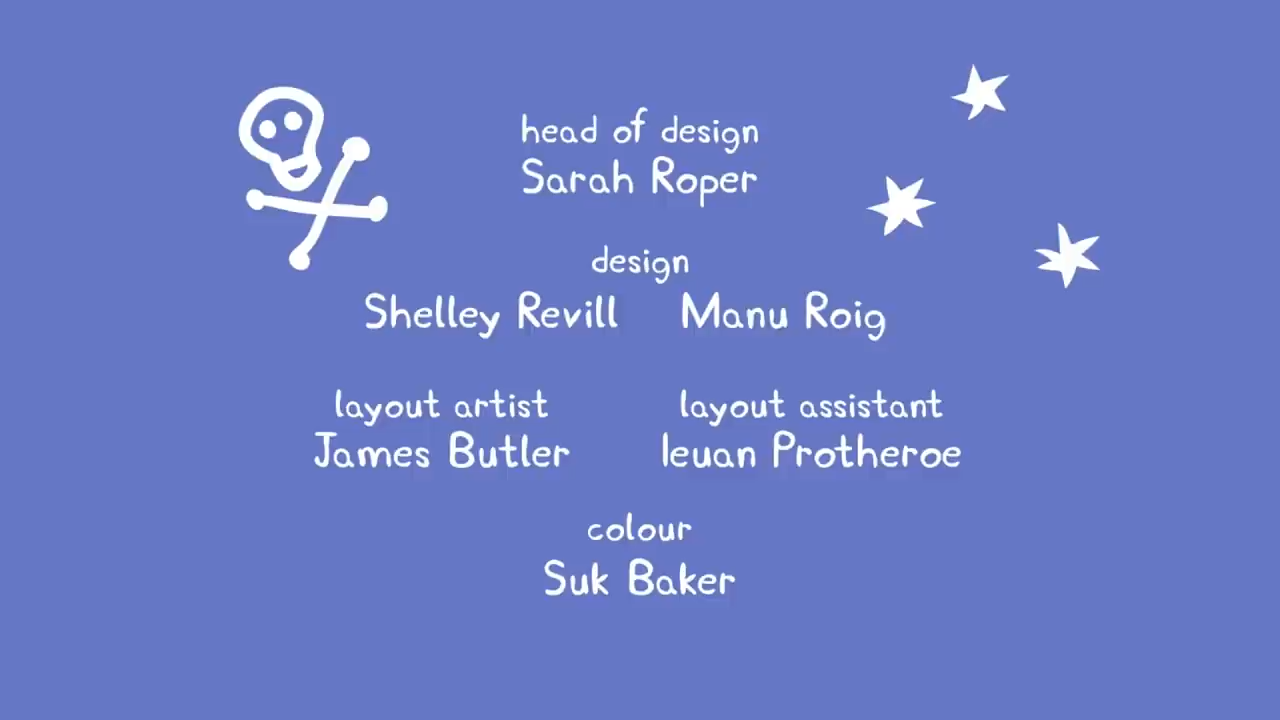 head of design
Sarah Roper
design
Shelley Revill Manu Roig
layout artist layout assistant
James Butler Ieuan Protheroe
colour
Suk Baker